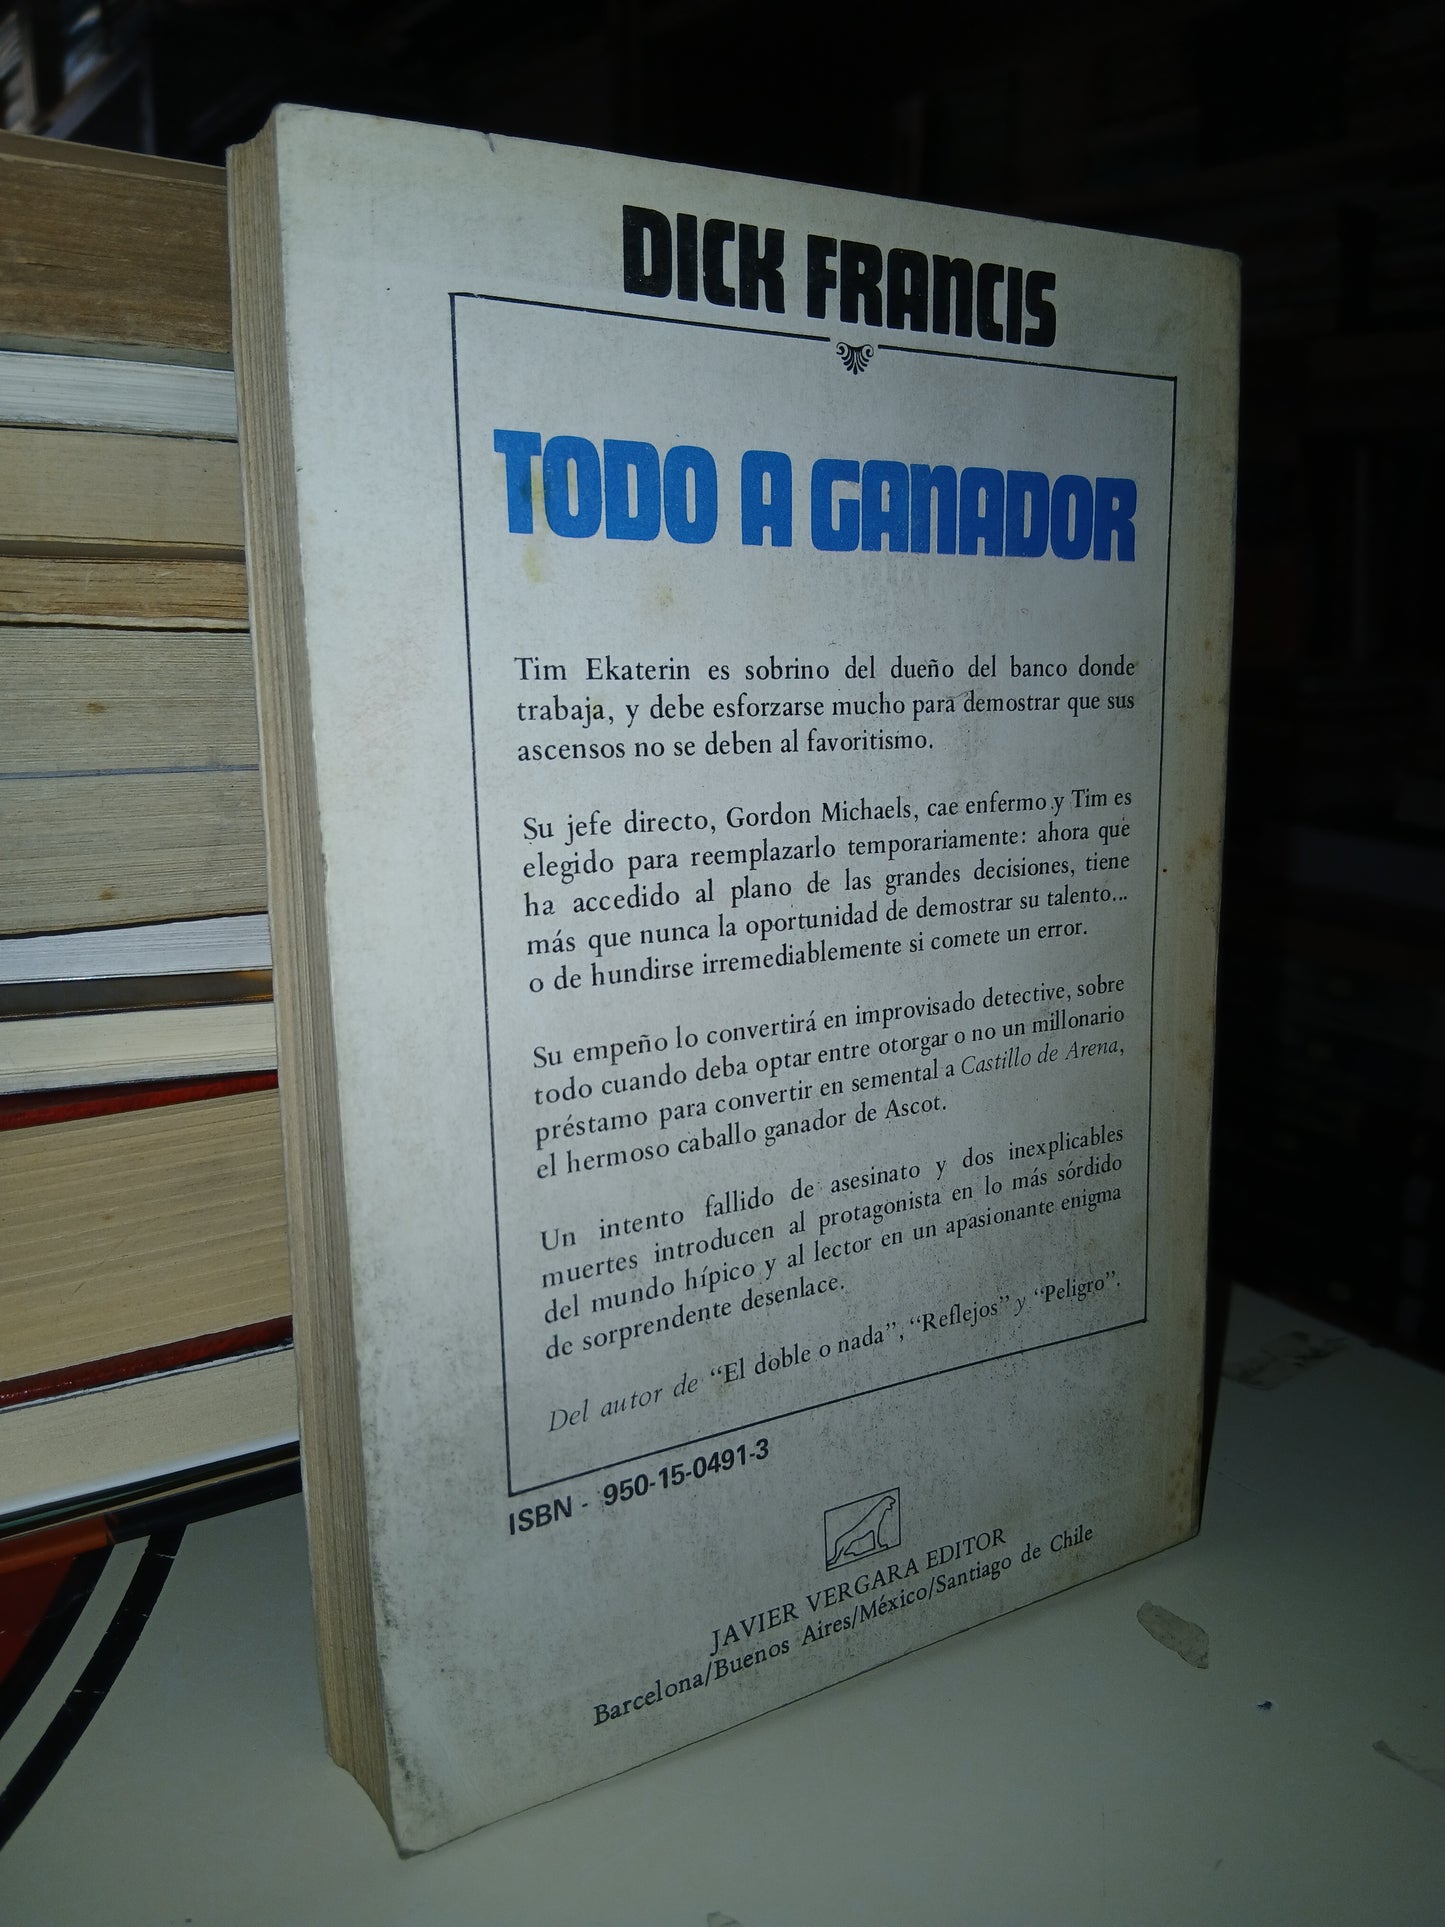 DICK FRANCIS
TODO A GANADOR
Tim Ekaterin es sobrino del dueño del banco donde
trabaja, y debe esforzarse mucho para demostrar que sus
ascensos no se deben al favoritismo.
Su jefe directo, Gordon Michaels, cae enfermo y Tim es
elegido para reemplazarlo temporariamente: ahora que
ha accedido al plano de las grandes decisiones, tiene
más que nunca la oportunidad de demostrar su talento...
o de hundirse irremediablemente si comete un error.
Su empeño lo convertirá en improvisado detective, sobre
todo cuando deba optar entre otorgar o no un millonario
préstamo para convertir en semental a Castillo de Arena,
el hermoso caballo ganador de Ascot.
Un intento fallido de asesinato y dos inexplicables
muertes introducen al protagonista en lo más sórdido
del mundo hípico y al lector en un apasionante enigma
de sorprendente desenlace.
Del autor de “El doble o nada”, “Reflejos” y “Peligro”.
ISBN - 950-15-0491-3
JAVIER VERGARA EDITOR
Barcelona/Buenos Aires/México/Santiago de Chile